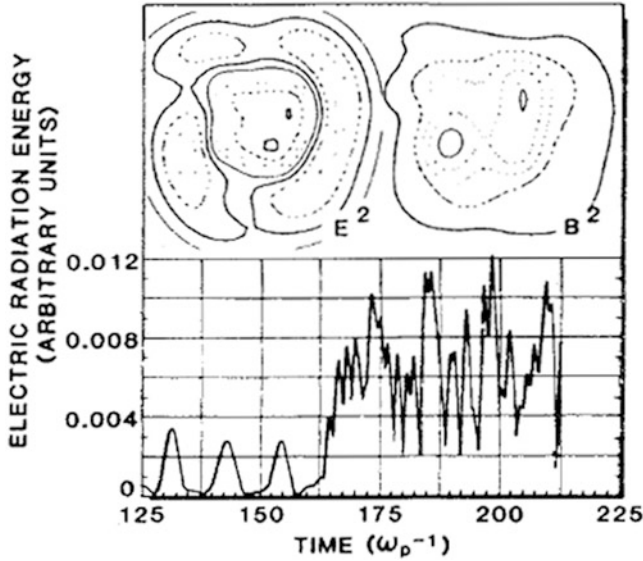 E²
B²
ELECTRIC RADIATION ENERGY
(ARBITRARY UNITS)
0.012
0.008
0.004
0
125 150 175 200 225
TIME (ωp⁻¹)